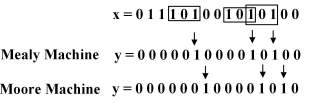 x = 0 1 1 1 0 1 0 0 1 0 1 0 1 0 0
Mealy Machine y = 0 0 0 0 0 1 0 0 0 0 1 0 1 0 0
Moore Machine y = 0 0 0 0 0 0 1 0 0 0 0 1 0 1 0